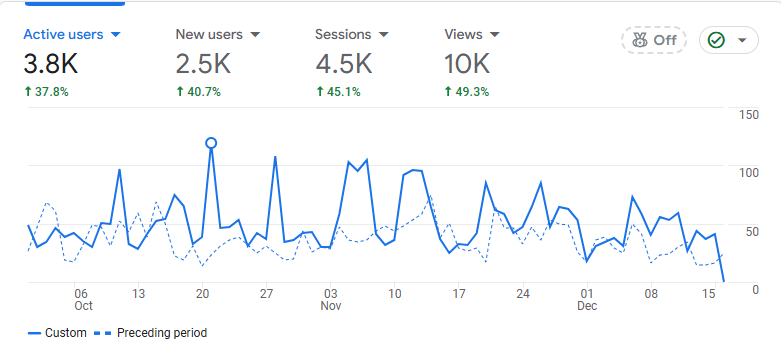 Active users New users Sessions Views Off
3.8K 2.5K 4.5K 10K
37.8% 40.7% 45.1% 49.3%
150
100
50
0
06 13 20 27 03 10 17 24 01 08 15
Oct Nov Dec
Custom Preceding period